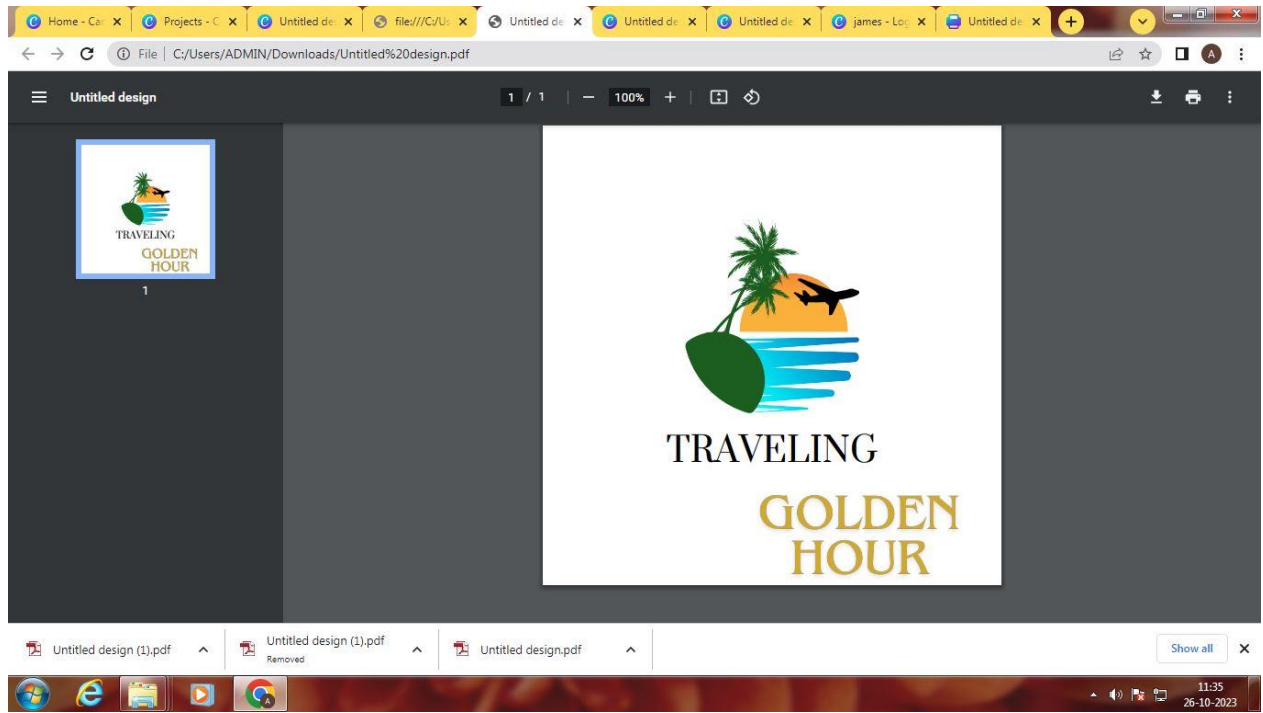 Home - Car
Projects - C
Untitled de
file:///C:/Us
Untitled de
Untitled de
Untitled de
james - Log
Untitled de
File | C:/Users/ADMIN/Downloads/Untitled%20design.pdf
A
Untitled design
1 / 1
100%
TRAVELING
GOLDEN
HOUR
1
TRAVELING
GOLDEN
HOUR
Untitled design (1).pdf
Untitled design (1).pdf
Removed
Untitled design.pdf
Show all
11:35
26-10-2023